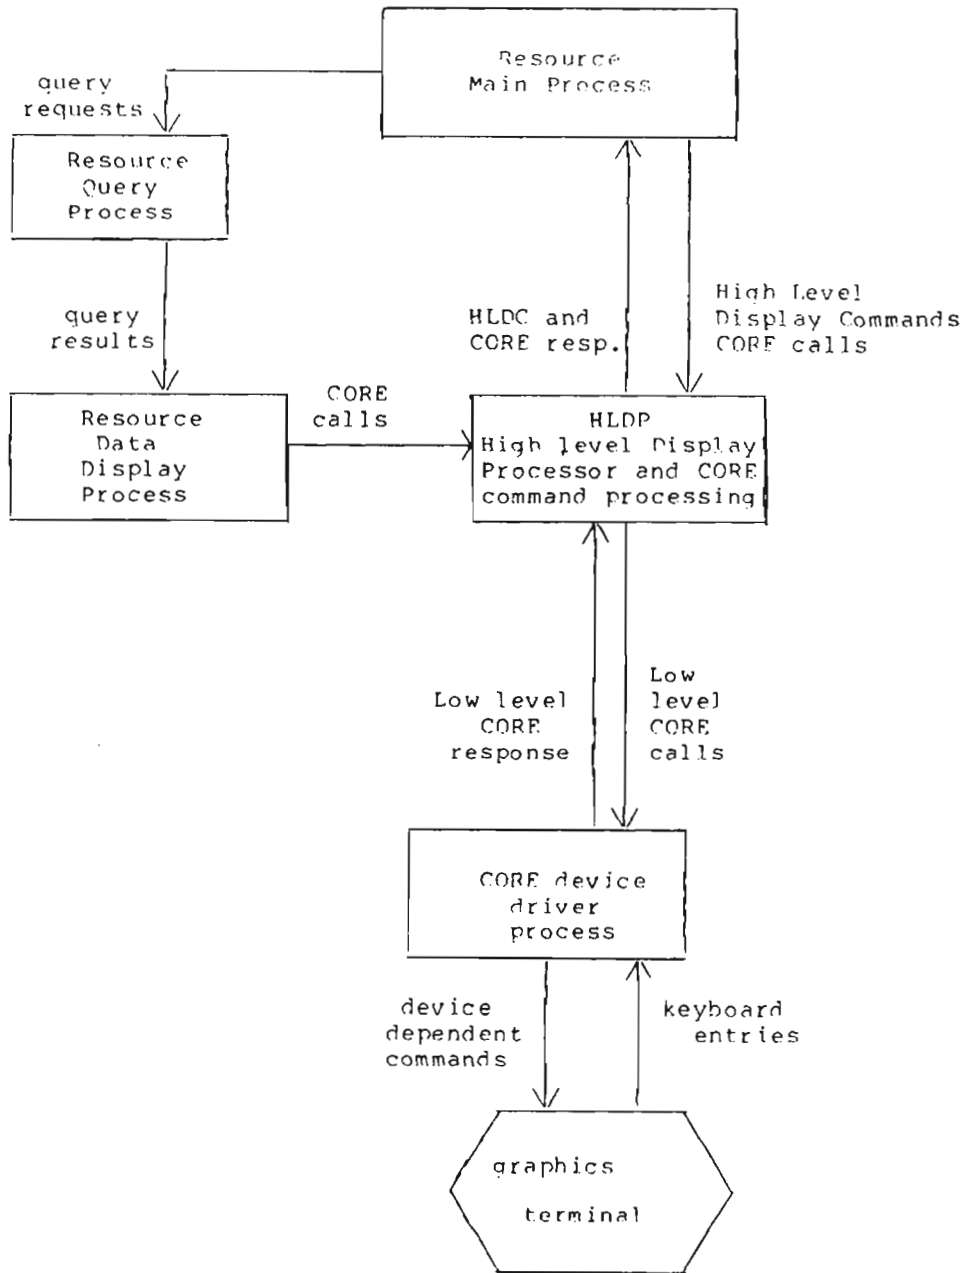 Resource
Main Process
query
requests
Resource
Query
Process
query
results
HLDC and
CORE resp.
High Level
Display Commands
CORE calls
Resource
Data
Display
Process
CORE
calls
HLDP
High level Display
Processor and CORE
command processing
Low level
CORE
response
Low
level
CORE
calls
CORE device
driver
process
device
dependent
commands
keyboard
entries
graphics
terminal